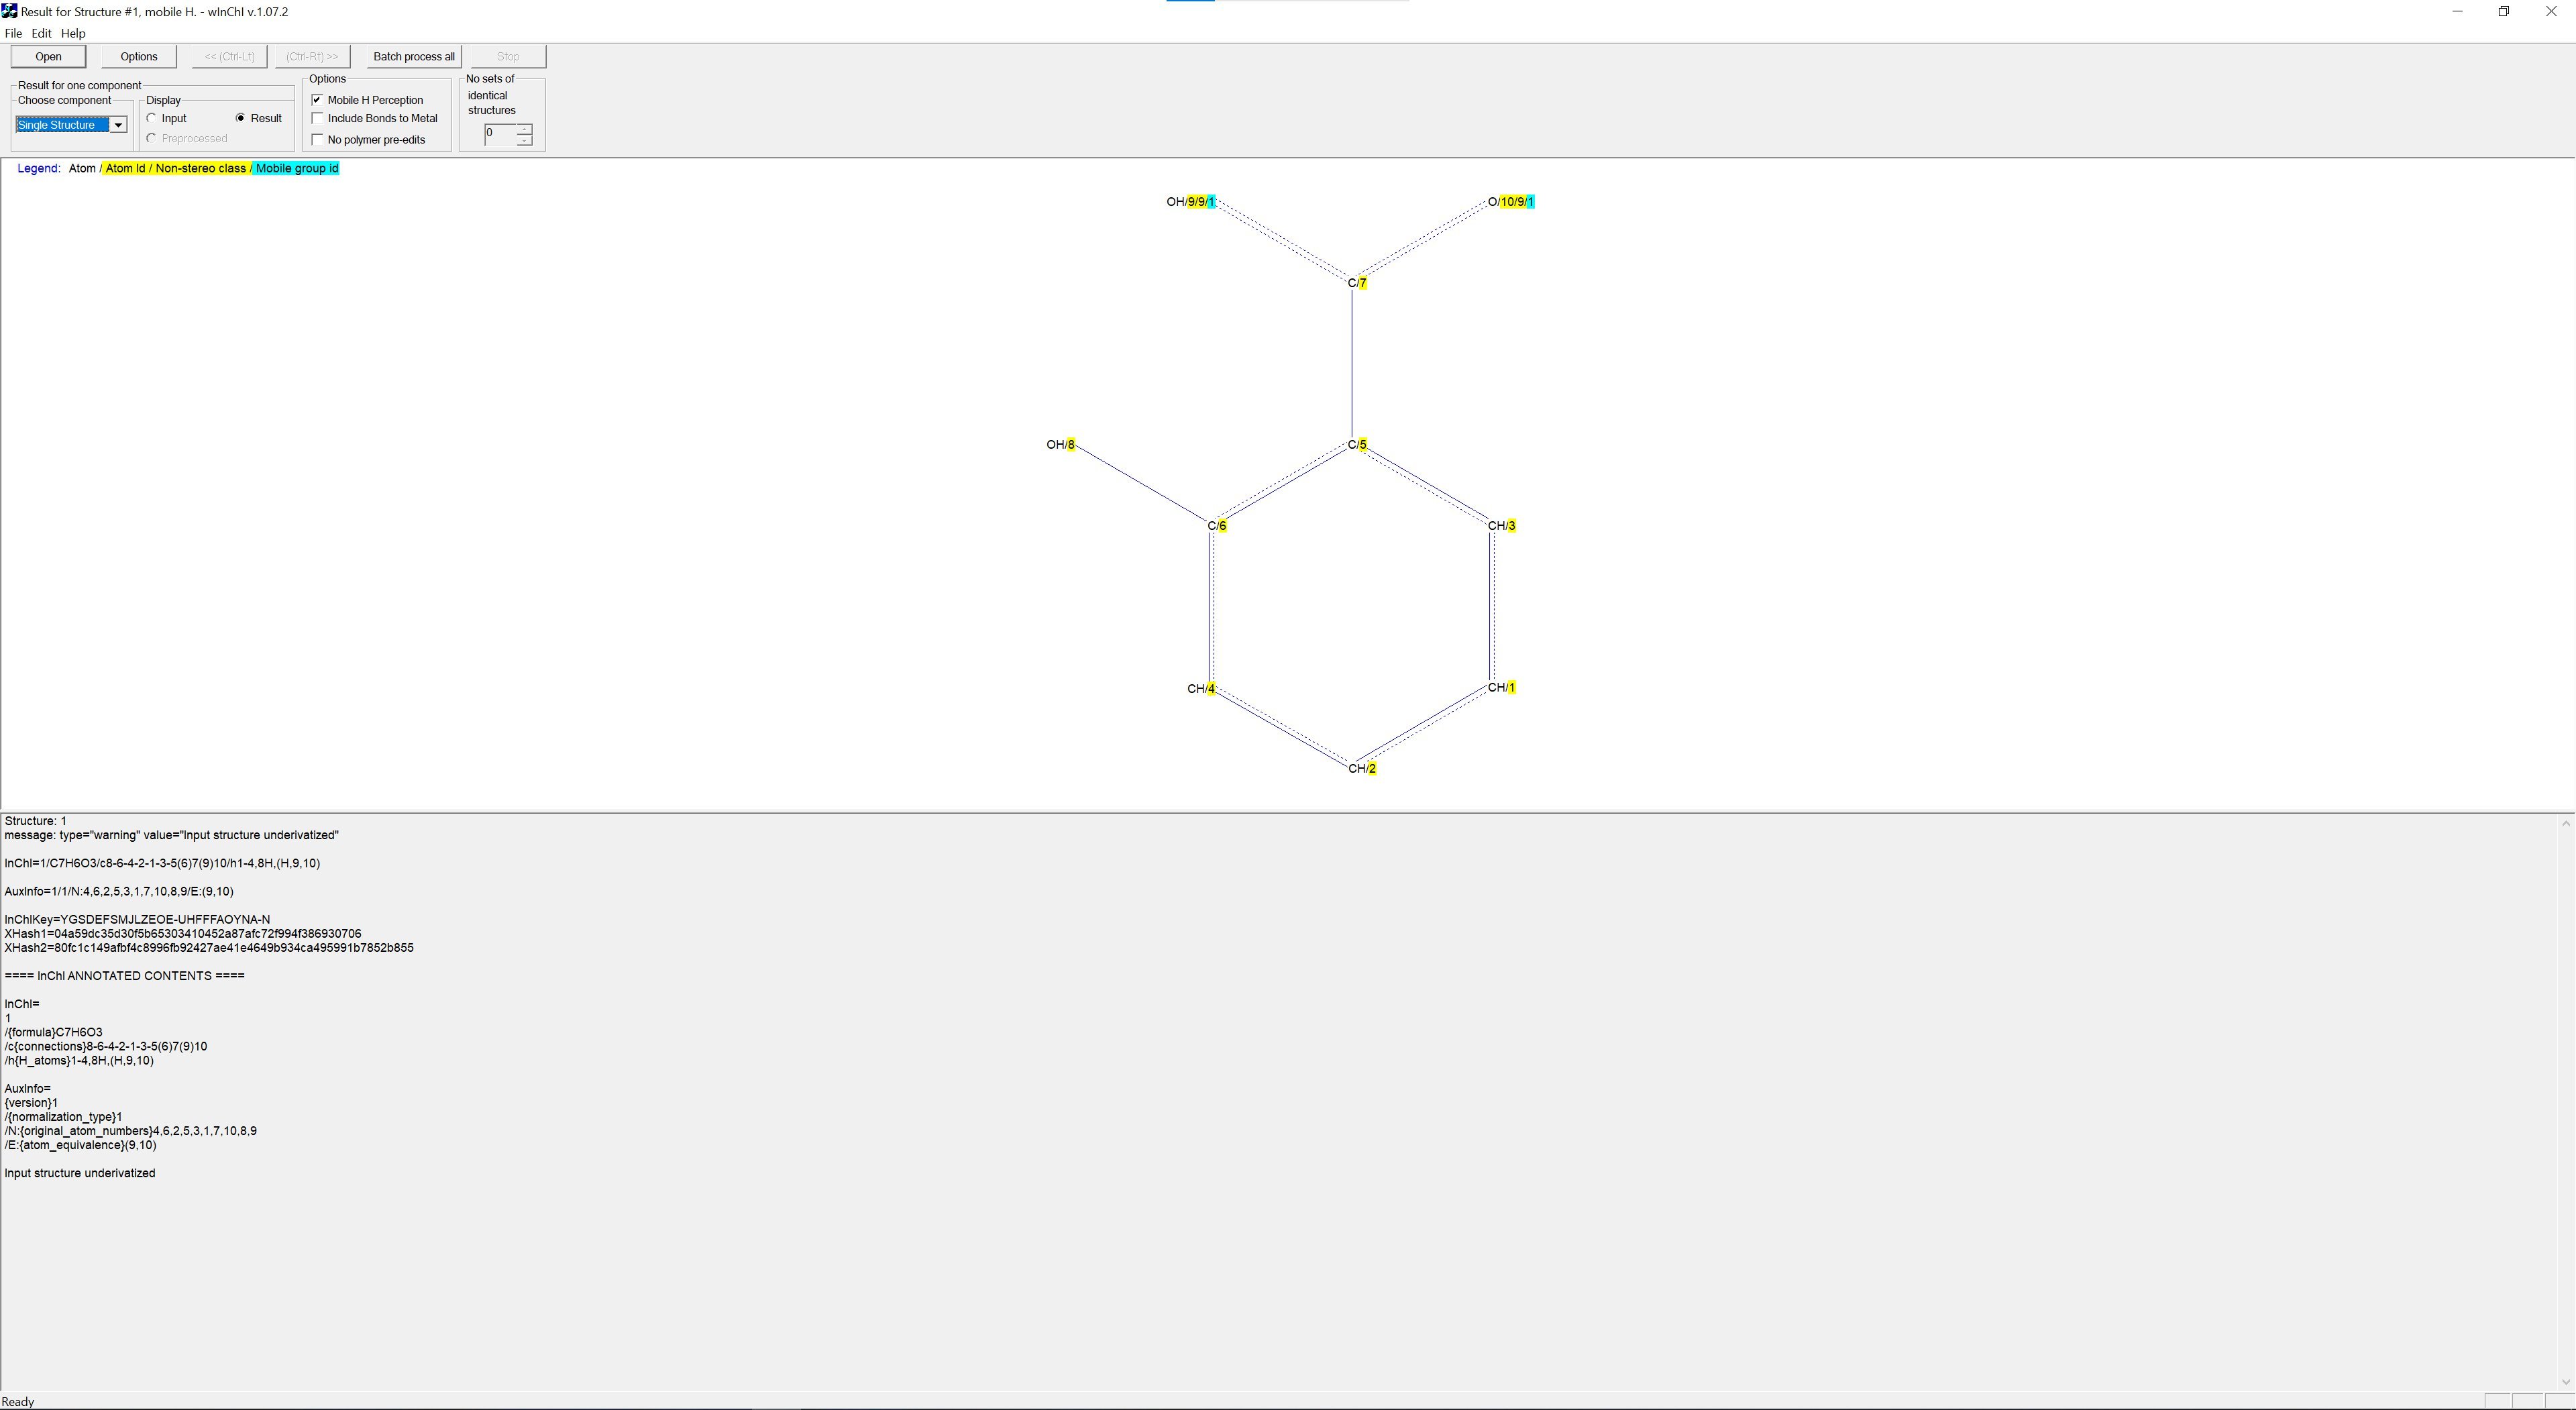 Result for Structure #1, mobile H. - wInChI v.1.07.2
File Edit Help
Open Options << (Ctrl-Lt) (Ctrl-Rt) >> Batch process all Stop
Result for one component
Choose component
Single Structure
Display
Input
Result
Preprocessed
Options
Mobile H Perception
Include Bonds to Metal
No polymer pre-edits
No sets of
identical
structures
0
Legend: Atom / Atom Id / Non-stereo class / Mobile group id
OH/9/9/1
O/10/9/1
C/7
OH/8
C/5
C/6
CH/3
CH/4
CH/1
CH/2
Structure: 1
message: type="warning" value="Input structure underivatized"
InChI=1/C7H6O3/c8-6-4-2-1-3-5(6)7(9)10/h1-4,8H,(H,9,10)
AuxInfo=1/1/N:4,6,2,5,3,1,7,10,8,9/E:(9,10)
InChIKey=YGSDEFSMJLZEOE-UHFFFAOYNA-N
XHash1=04a59dc35d30f5b65303410452a87afc72f994f386930706
XHash2=80fc1c149afbf4c8996fb92427ae41e4649b934ca495991b7852b855
==== InChI ANNOTATED CONTENTS ====
InChI=
1
/{formula}C7H6O3
/c{connections}8-6-4-2-1-3-5(6)7(9)10
/h{H_atoms}1-4,8H,(H,9,10)
AuxInfo=
{version}1
/{normalization_type}1
/N:{original_atom_numbers}4,6,2,5,3,1,7,10,8,9
/E:{atom_equivalence}(9,10)
Input structure underivatized
Ready